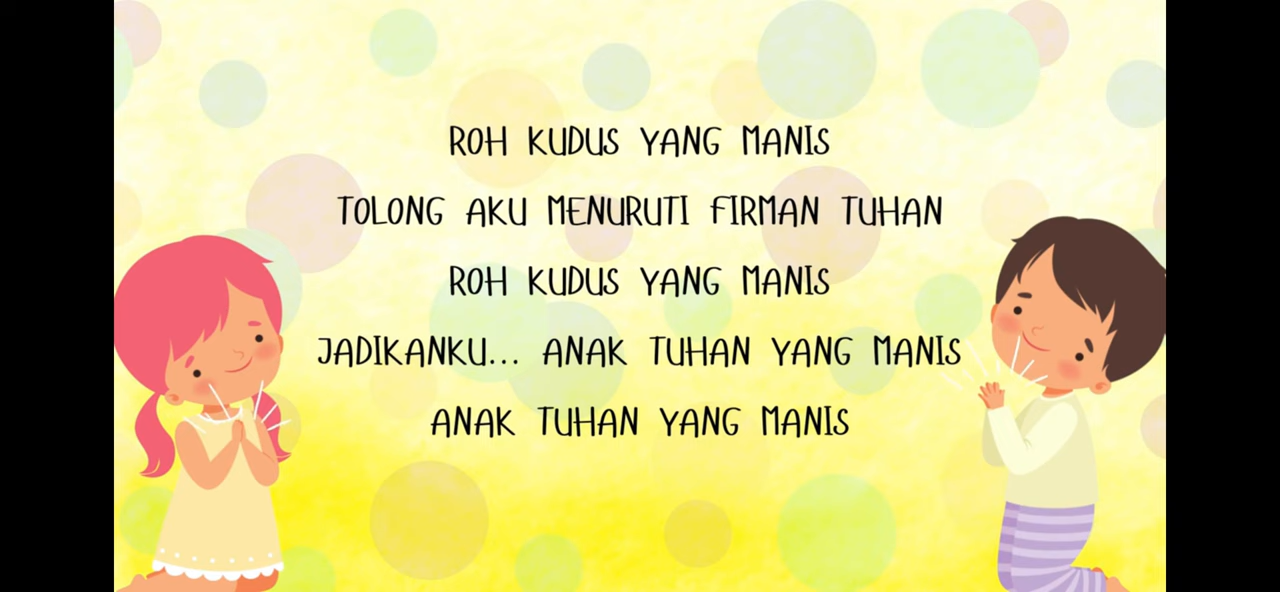 ROH KUDUS YANG MANIS
TOLONG AKU MENURUTI FIRMAN TUHAN
ROH KUDUS YANG MANIS
JADIKANKU... ANAK TUHAN YANG MANIS
ANAK TUHAN YANG MANIS